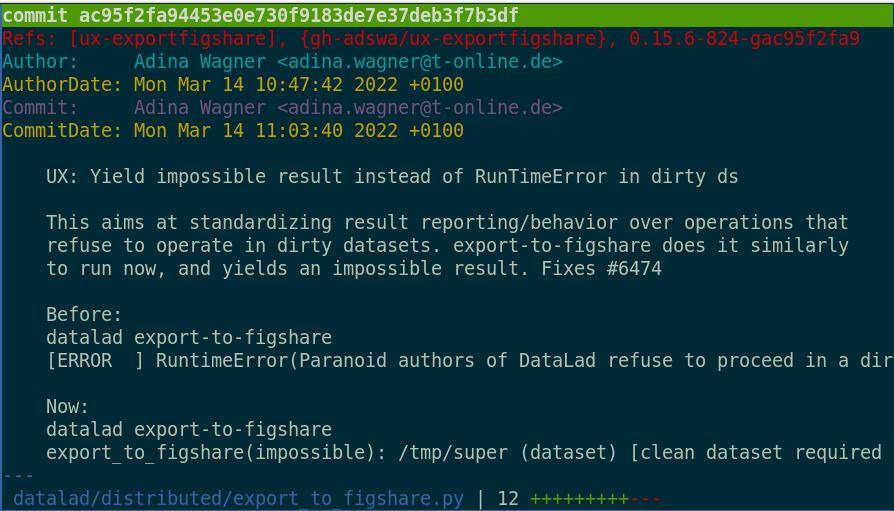 commit ac95f2fa94453e0e730f9183de7e37deb3f7b3df
Refs: [ux-exportfigshare], {gh-adswa/ux-exportfigshare}, 0.15.6-824-gac95f2fa9
Author:     Adina Wagner <adina.wagner@t-online.de>
AuthorDate: Mon Mar 14 10:47:42 2022 +0100
Commit:     Adina Wagner <adina.wagner@t-online.de>
CommitDate: Mon Mar 14 11:03:40 2022 +0100
UX: Yield impossible result instead of RunTimeError in dirty ds
This aims at standardizing result reporting/behavior over operations that
refuse to operate in dirty datasets. export-to-figshare does it similarly
to run now, and yields an impossible result. Fixes #6474
Before:
datalad export-to-figshare
[ERROR  ] RuntimeError(Paranoid authors of DataLad refuse to proceed in a dir
Now:
datalad export-to-figshare
export_to_figshare(impossible): /tmp/super (dataset) [clean dataset required
---
datalad/distributed/export_to_figshare.py | 12 +++++++++---